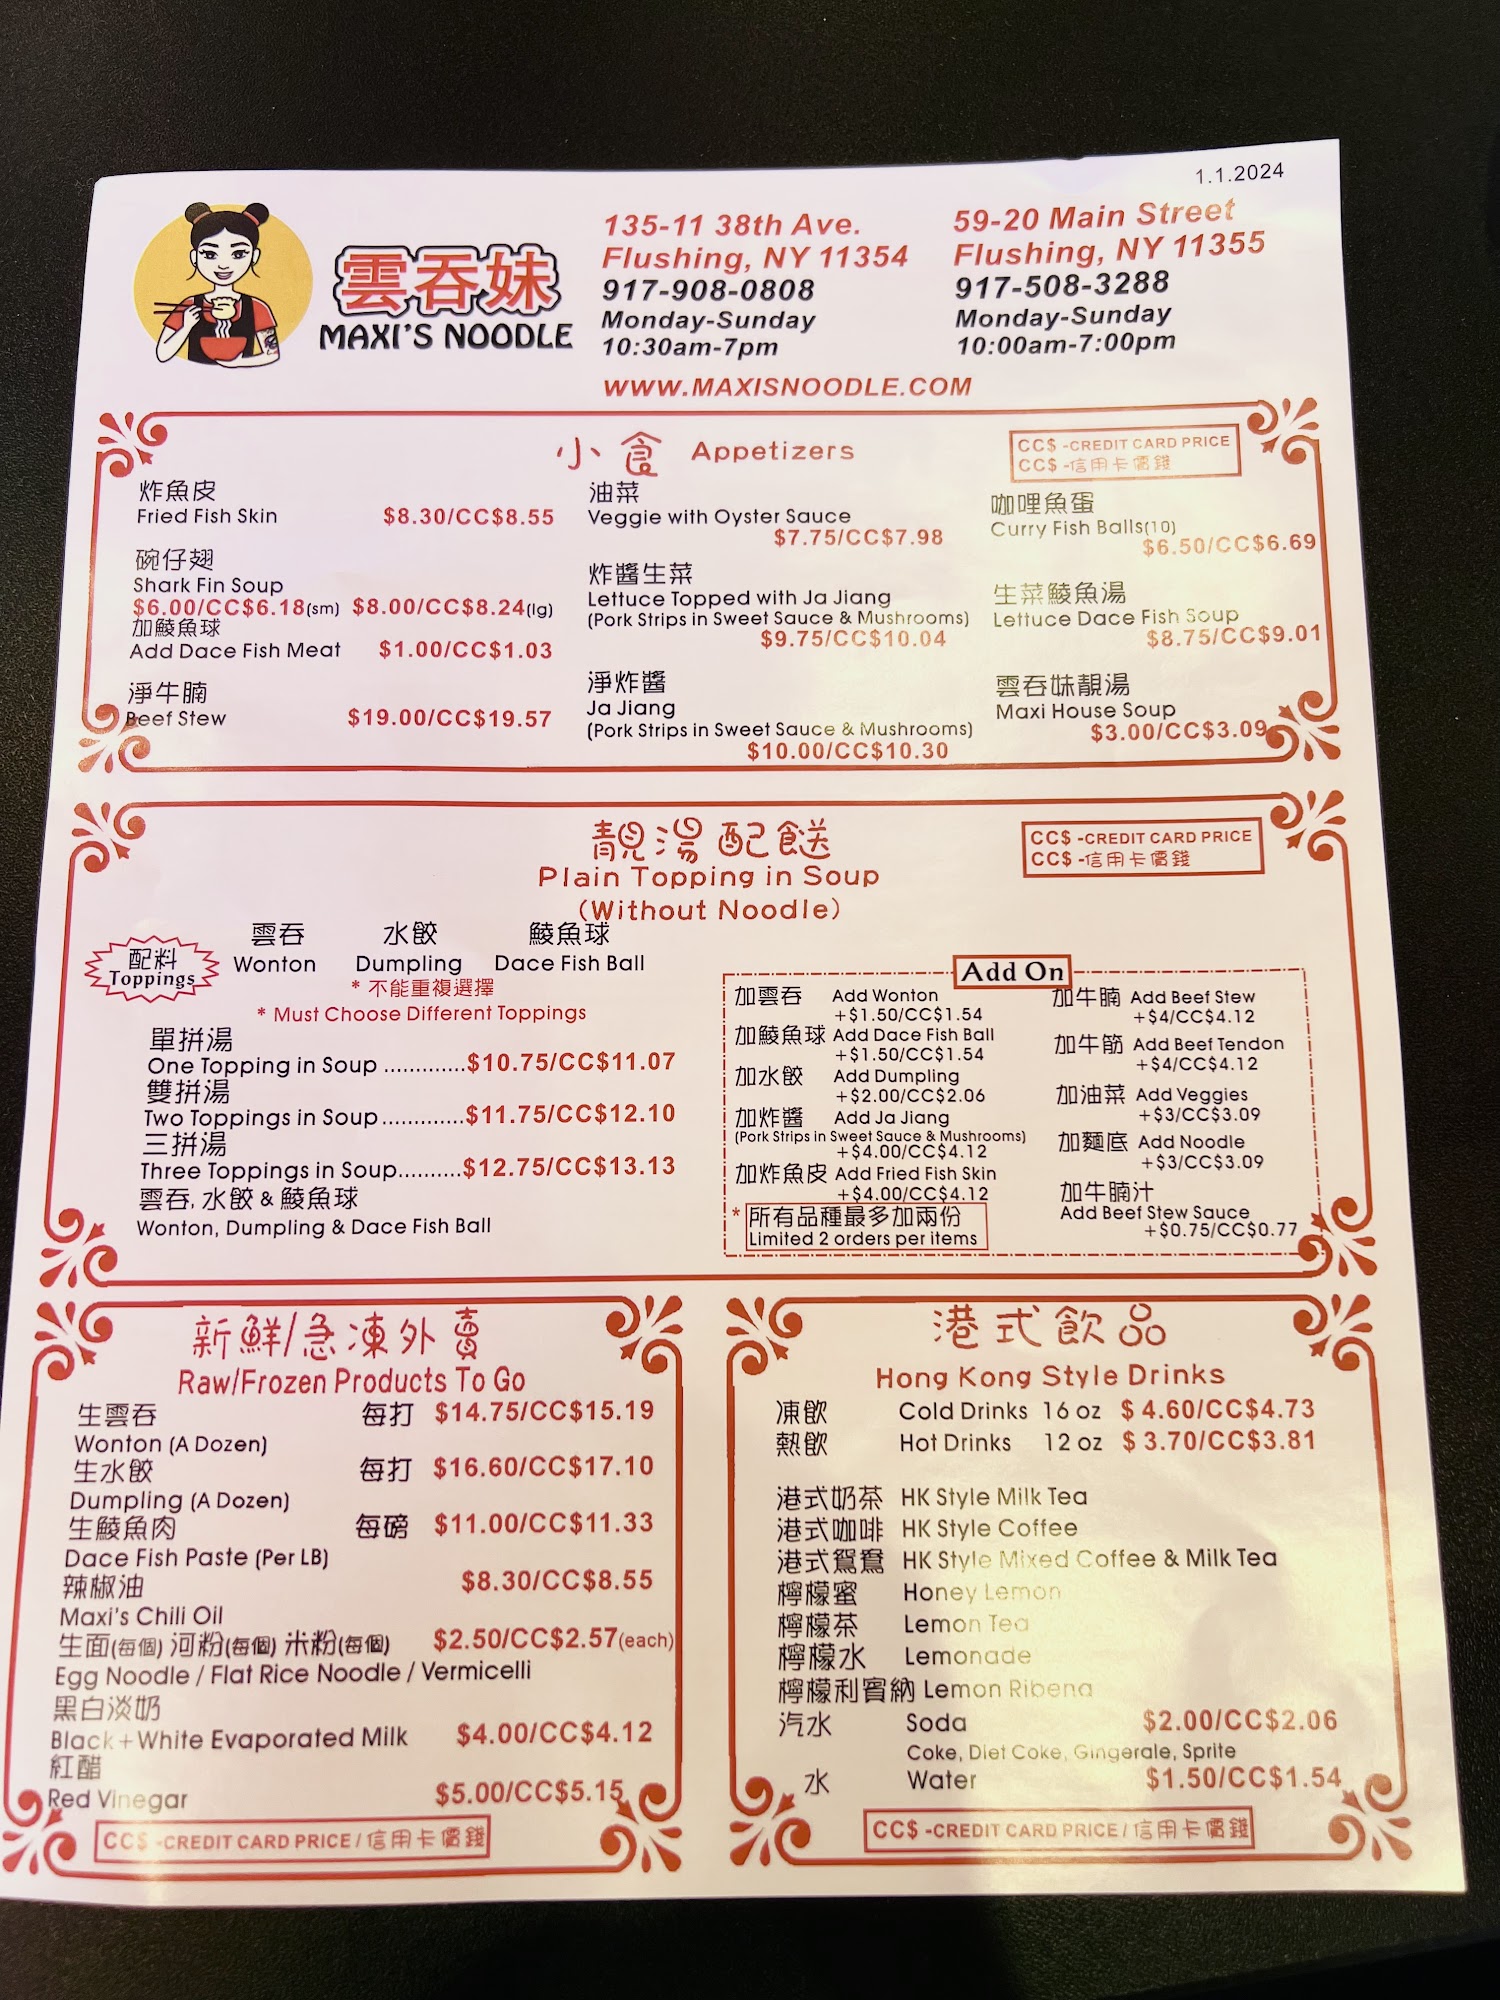 1.1.2024
雲吞妹
MAXI'S NOODLE
135-11 38th Ave.
Flushing, NY 11354
917-908-0808
Monday-Sunday
10:30am-7pm
59-20 Main Street
Flushing, NY 11355
917-508-3288
Monday-Sunday
10:00am-7:00pm
WWW.MAXISNOODLE.COM
小食 Appetizers
CC$ -CREDIT CARD PRICE
CC$ -信用卡價錢
炸魚皮
Fried Fish Skin $8.30/CC$8.55
碗仔翅
Shark Fin Soup
$6.00/CC$6.18(sm) $8.00/CC$8.24(lg)
加鯪魚球
Add Dace Fish Meat $1.00/CC$1.03
淨牛腩
Beef Stew $19.00/CC$19.57
油菜
Veggie with Oyster Sauce
$7.75/CC$7.98
炸醬生菜
Lettuce Topped with Ja Jiang
(Pork Strips in Sweet Sauce & Mushrooms)
$9.75/CC$10.04
淨炸醬
Ja Jiang
(Pork Strips in Sweet Sauce & Mushrooms)
$10.00/CC$10.30
咖哩魚蛋
Curry Fish Balls(10)
$6.50/CC$6.69
生菜鯪魚湯
Lettuce Dace Fish Soup
$8.75/CC$9.01
雲吞妹靚湯
Maxi House Soup
$3.00/CC$3.09
靚湯配餸
Plain Topping in Soup
(Without Noodle)
CC$ -CREDIT CARD PRICE
CC$ -信用卡價錢
配料
Toppings
雲吞 水餃 鯪魚球
Wonton Dumpling Dace Fish Ball
* 不能重複選擇
* Must Choose Different Toppings
單拼湯
One Topping in Soup .............$10.75/CC$11.07
雙拼湯
Two Toppings in Soup.............$11.75/CC$12.10
三拼湯
Three Toppings in Soup..........$12.75/CC$13.13
雲吞, 水餃 & 鯪魚球
Wonton, Dumpling & Dace Fish Ball
Add On
加雲吞 Add Wonton
+$1.50/CC$1.54
加鯪魚球 Add Dace Fish Ball
+$1.50/CC$1.54
加水餃 Add Dumpling
+$2.00/CC$2.06
加炸醬 Add Ja Jiang
(Pork Strips in Sweet Sauce & Mushrooms)
+$4.00/CC$4.12
加炸魚皮 Add Fried Fish Skin
+$4.00/CC$4.12
* 所有品種最多加兩份
Limited 2 orders per items
加牛腩 Add Beef Stew
+$4/CC$4.12
加牛筋 Add Beef Tendon
+$4/CC$4.12
加油菜 Add Veggies
+$3/CC$3.09
加麵底 Add Noodle
+$3/CC$3.09
加牛腩汁
Add Beef Stew Sauce
+$0.75/CC$0.77
新鮮/急凍外賣
Raw/Frozen Products To Go
生雲吞 每打 $14.75/CC$15.19
Wonton (A Dozen)
生水餃 每打 $16.60/CC$17.10
Dumpling (A Dozen)
生鯪魚肉 每磅 $11.00/CC$11.33
Dace Fish Paste (Per LB)
辣椒油 $8.30/CC$8.55
Maxi's Chili Oil
生面(每個) 河粉(每個) 米粉(每個) $2.50/CC$2.57(each)
Egg Noodle / Flat Rice Noodle / Vermicelli
黑白淡奶
Black+White Evaporated Milk $4.00/CC$4.12
紅醋
Red Vinegar $5.00/CC$5.15
CC$ -CREDIT CARD PRICE / 信用卡價錢
港式飲品
Hong Kong Style Drinks
凍飲 Cold Drinks 16 oz $4.60/CC$4.73
熱飲 Hot Drinks 12 oz $3.70/CC$3.81
港式奶茶 HK Style Milk Tea
港式咖啡 HK Style Coffee
港式鴛鴦 HK Style Mixed Coffee & Milk Tea
檸檬蜜 Honey Lemon
檸檬茶 Lemon Tea
檸檬水 Lemonade
檸檬利賓納 Lemon Ribena
汽水 Soda $2.00/CC$2.06
Coke, Diet Coke, Gingerale, Sprite
水 Water $1.50/CC$1.54
CC$ -CREDIT CARD PRICE / 信用卡價錢